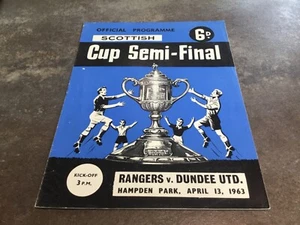 OFFICIAL PROGRAMME
SCOTTISH
6D
Cup Semi-Final
KICK-OFF
3 P.M.
RANGERS v. DUNDEE UTD.
HAMPDEN PARK, APRIL 13, 1963